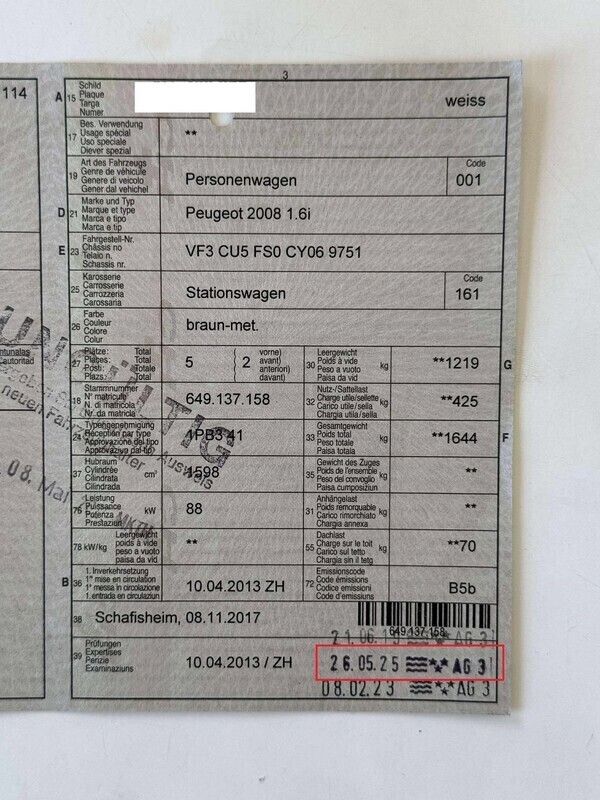 3
114
A 15 Schild
Plaque
Targa
Numer
weiss
17 Bes. Verwendung
Usage spécial
Uso speciale
Diever spezial
**
19 Art des Fahrzeugs
Genre de véhicule
Genere di veicolo
Gener dal vehichel
Personenwagen
Code
001
D 21 Marke und Typ
Marque et type
Marca e tipo
Marca e tip
Peugeot 2008 1.6i
E 23 Fahrgestell-Nr.
Châssis no
Telaio n.
Schassis nr.
VF3 CU5 FS0 CY06 9751
25 Karosserie
Carrosserie
Carrozzeria
Carossaria
Stationswagen
Code
161
26 Farbe
Couleur
Colore
Colur
braun-met.
27 Plätze: Total
Places: Total
Posti: Totale
Plazs: Total
5 { 2 vorne)
avant)
anteriori)
davant)
30 Leergewicht
Poids à vide
Peso a vuoto
Paisa da vid
kg **1219 G
18 Stammnummer
N° matricule
N. di matricola
Nr. da matricla
649.137.158
32 Nutz-/Sattellast
Charge utile/sellette
Carico utile/sella
Chargia utila/sella
kg **425
24 Typengenehmigung
Réception par type
Approvazione del tipo
Approvaziun dal tip
1PB3 41
33 Gesamtgewicht
Poids total
Peso totale
Paisa totala
kg **1644 F
37 Hubraum
Cylindrée
Cilindrata
Cilindrada
cm³ 1598
35 Gewicht des Zuges
Poids de l'ensemble
Peso del convoglio
Paisa cumposiziun
kg **
76 Leistung
Puissance
Potenza
Prestaziun
kW 88
31 Anhängelast
Poids remorquable
Carico rimorchiato
Chargia annexa
kg **
78 kW/kg Leergewicht
poids à vide
peso a vuoto
paisa da vid
**
55 Dachlast
Charge sur le toit
Carico sul tetto
Chargia sin il tetg
kg **70
B 36 1. Inverkehrsetzung
1re mise en circulation
1a messa in circolazione
1. entrada en circulaziun
10.04.2013 ZH
72 Emissionscode
Code émissions
Codice emissioni
Code d'emissiuns
B5b
38 Schafisheim, 08.11.2017
649 137 158
39 Prüfungen
Expertises
Perizie
Examinaziuns
10.04.2013 / ZH
AG 3
26.05.25 AG 3
08.02.23 AG 3
UNGÜLTIG
neuen Fahrzeughalter Ausweis
08. Mai